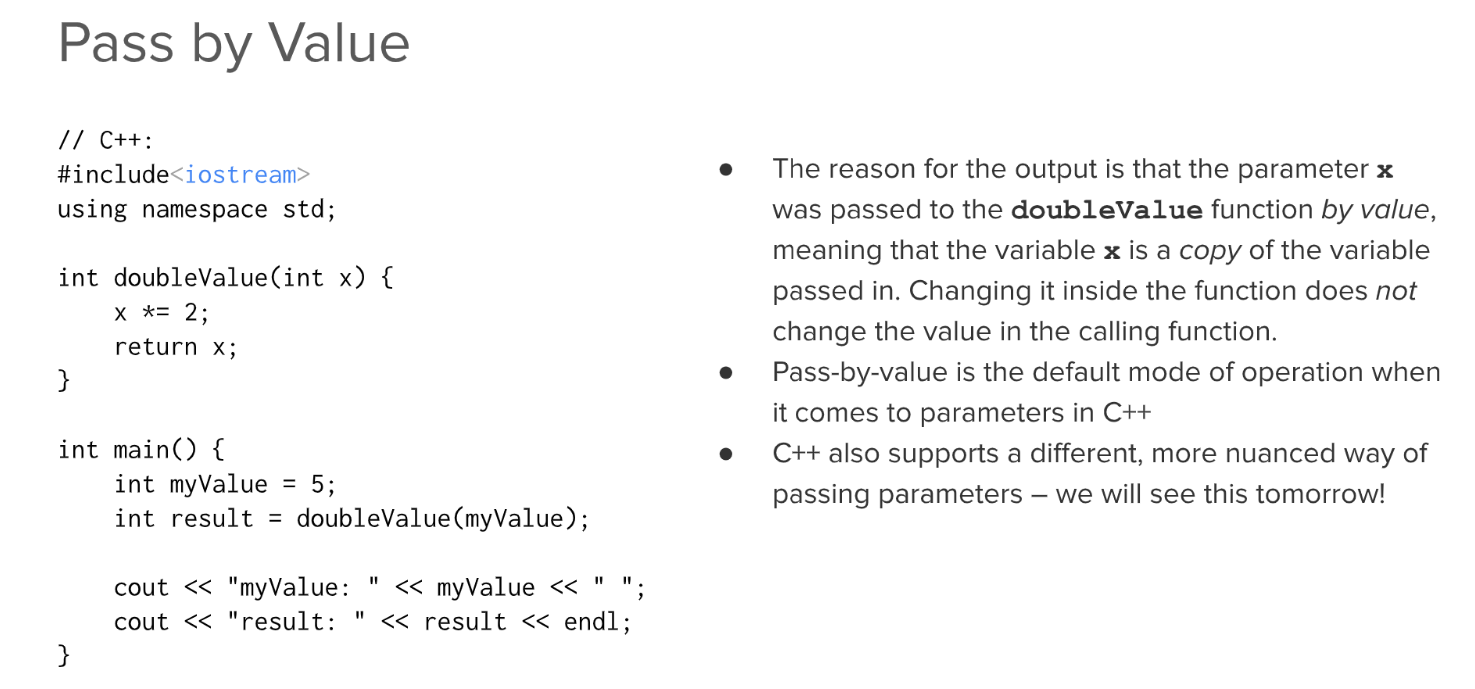 Pass by Value
// C++:
#include<iostream>
using namespace std;
int doubleValue(int x) {
    x *= 2;
    return x;
}
int main() {
    int myValue = 5;
    int result = doubleValue(myValue);
    cout << "myValue: " << myValue << " ";
    cout << "result: " << result << endl;
}
● The reason for the output is that the parameter x
was passed to the doubleValue function by value,
meaning that the variable x is a copy of the variable
passed in. Changing it inside the function does not
change the value in the calling function.
● Pass-by-value is the default mode of operation when
it comes to parameters in C++
● C++ also supports a different, more nuanced way of
passing parameters – we will see this tomorrow!